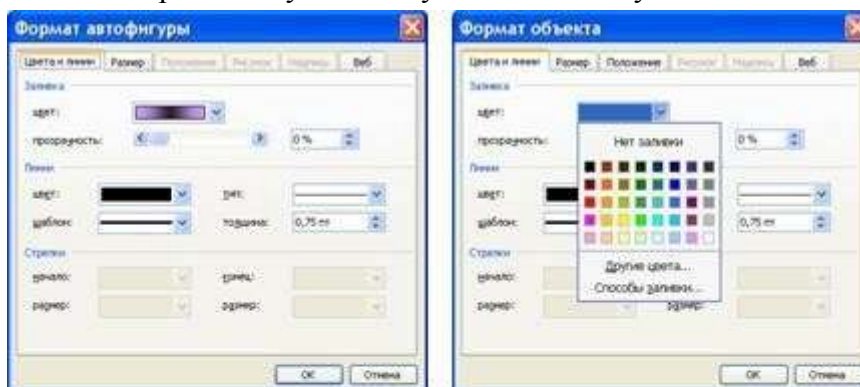 Формат автофигуры
Цвета и линии Размер Положение Рисунок Надпись Веб
Заливка
цвет:
прозрачность: 0 %
Линии
цвет: тип:
шаблон: толщина: 0,75 пт
Стрелки
начало: конец:
размер: размер:
ОК Отмена
Формат объекта
Цвета и линии Размер Положение Рисунок Надпись Веб
Заливка
цвет:
прозрачность: 0 %
Нет заливки
Линии
цвет:
шаблон: 0,75 пт
Стрелки
Другие цвета...
начало:
Способы заливки...
размер: размер:
ОК Отмена